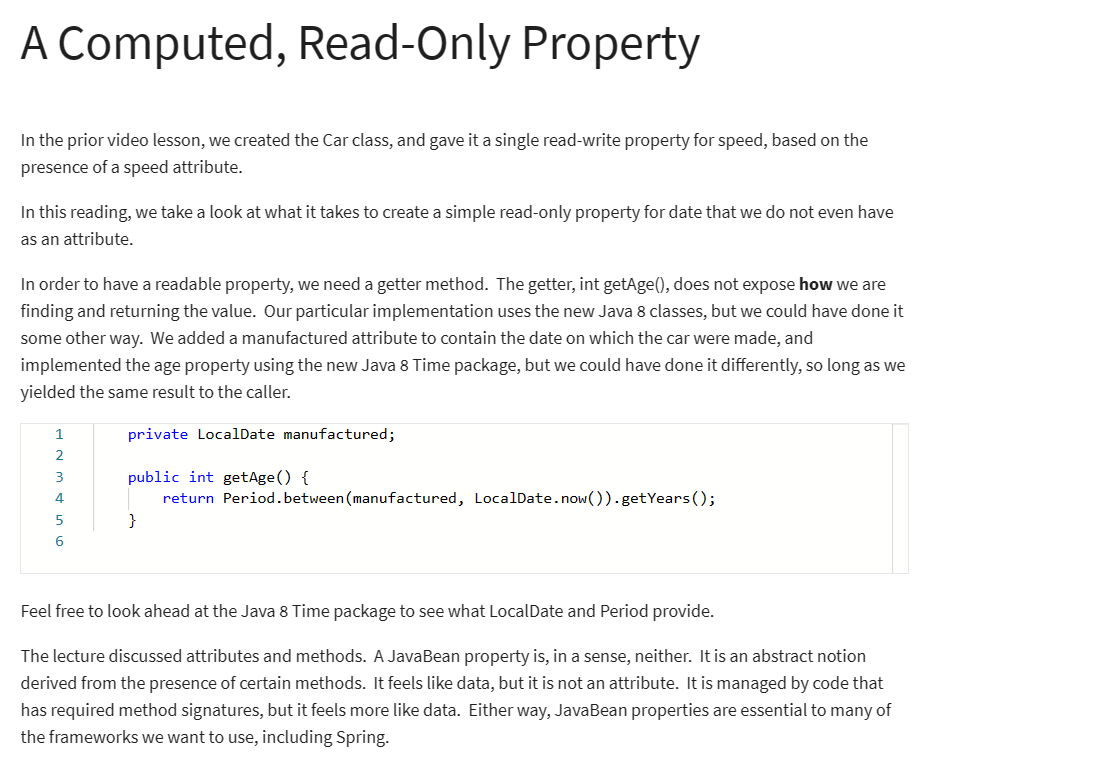 A Computed, Read-Only Property
In the prior video lesson, we created the Car class, and gave it a single read-write property for speed, based on the
presence of a speed attribute.
In this reading, we take a look at what it takes to create a simple read-only property for date that we do not even have
as an attribute.
In order to have a readable property, we need a getter method.  The getter, int getAge(), does not expose how we are
finding and returning the value.  Our particular implementation uses the new Java 8 classes, but we could have done it
some other way.  We added a manufactured attribute to contain the date on which the car were made, and
implemented the age property using the new Java 8 Time package, but we could have done it differently, so long as we
yielded the same result to the caller.
1    private LocalDate manufactured;
2
3    public int getAge() {
4        return Period.between(manufactured, LocalDate.now()).getYears();
5    }
6
Feel free to look ahead at the Java 8 Time package to see what LocalDate and Period provide.
The lecture discussed attributes and methods.  A JavaBean property is, in a sense, neither.  It is an abstract notion
derived from the presence of certain methods.  It feels like data, but it is not an attribute.  It is managed by code that
has required method signatures, but it feels more like data.  Either way, JavaBean properties are essential to many of
the frameworks we want to use, including Spring.